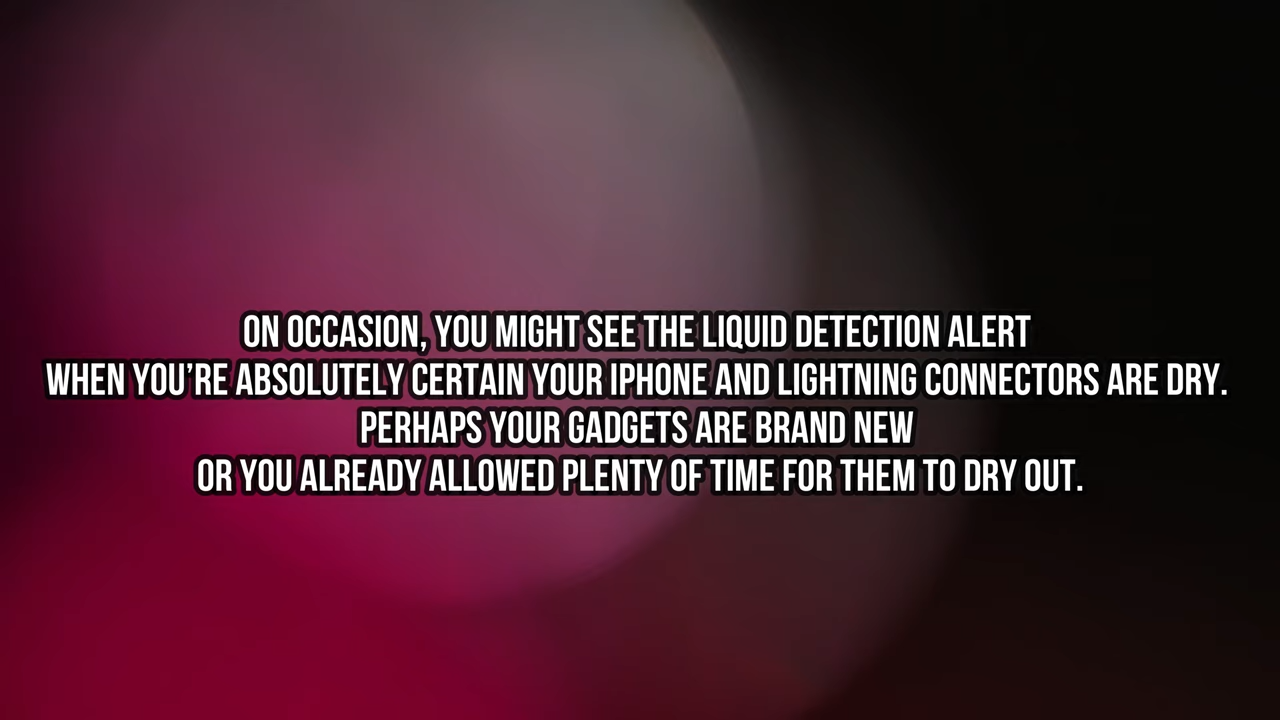 ON OCCASION, YOU MIGHT SEE THE LIQUID DETECTION ALERT
WHEN YOU’RE ABSOLUTELY CERTAIN YOUR IPHONE AND LIGHTNING CONNECTORS ARE DRY.
PERHAPS YOUR GADGETS ARE BRAND NEW
OR YOU ALREADY ALLOWED PLENTY OF TIME FOR THEM TO DRY OUT.